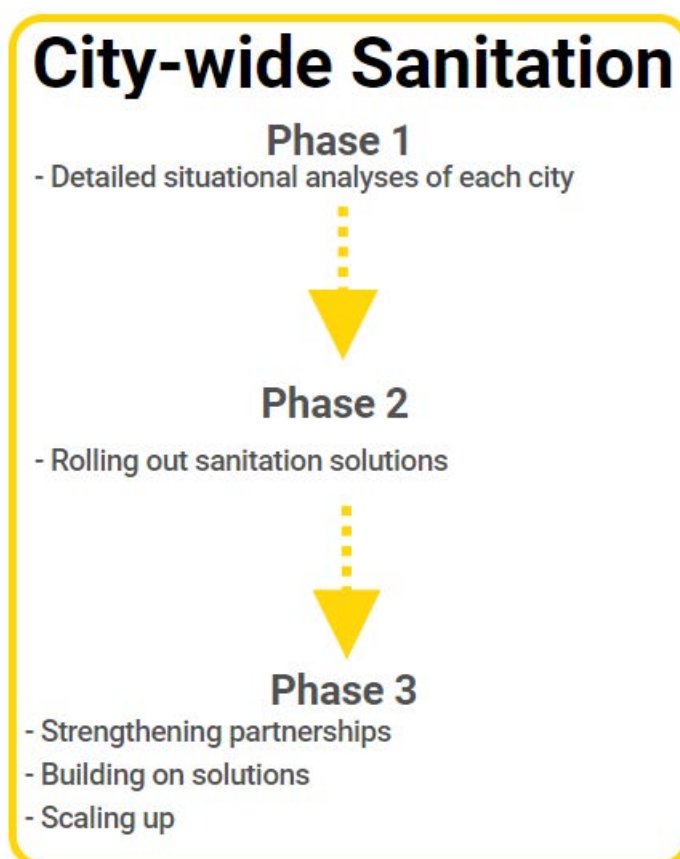 City-wide Sanitation
Phase 1
- Detailed situational analyses of each city
Phase 2
- Rolling out sanitation solutions
Phase 3
- Strengthening partnerships
- Building on solutions
- Scaling up